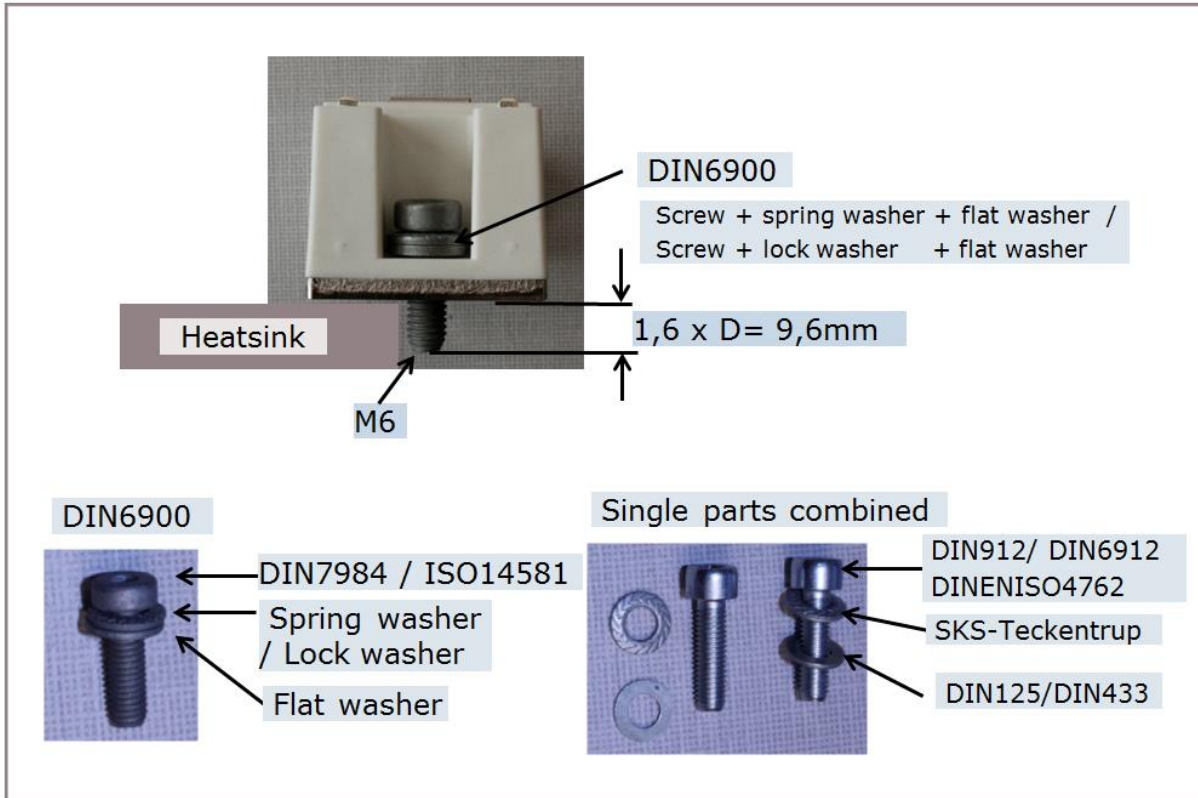 DIN6900
Screw + spring washer + flat washer /
Screw + lock washer + flat washer
Heatsink
1,6 x D= 9,6mm
M6
DIN6900
DIN7984 / ISO14581
Spring washer
/ Lock washer
Flat washer
Single parts combined
DIN912/ DIN6912
DINENISO4762
SKS-Teckentrup
DIN125/DIN433